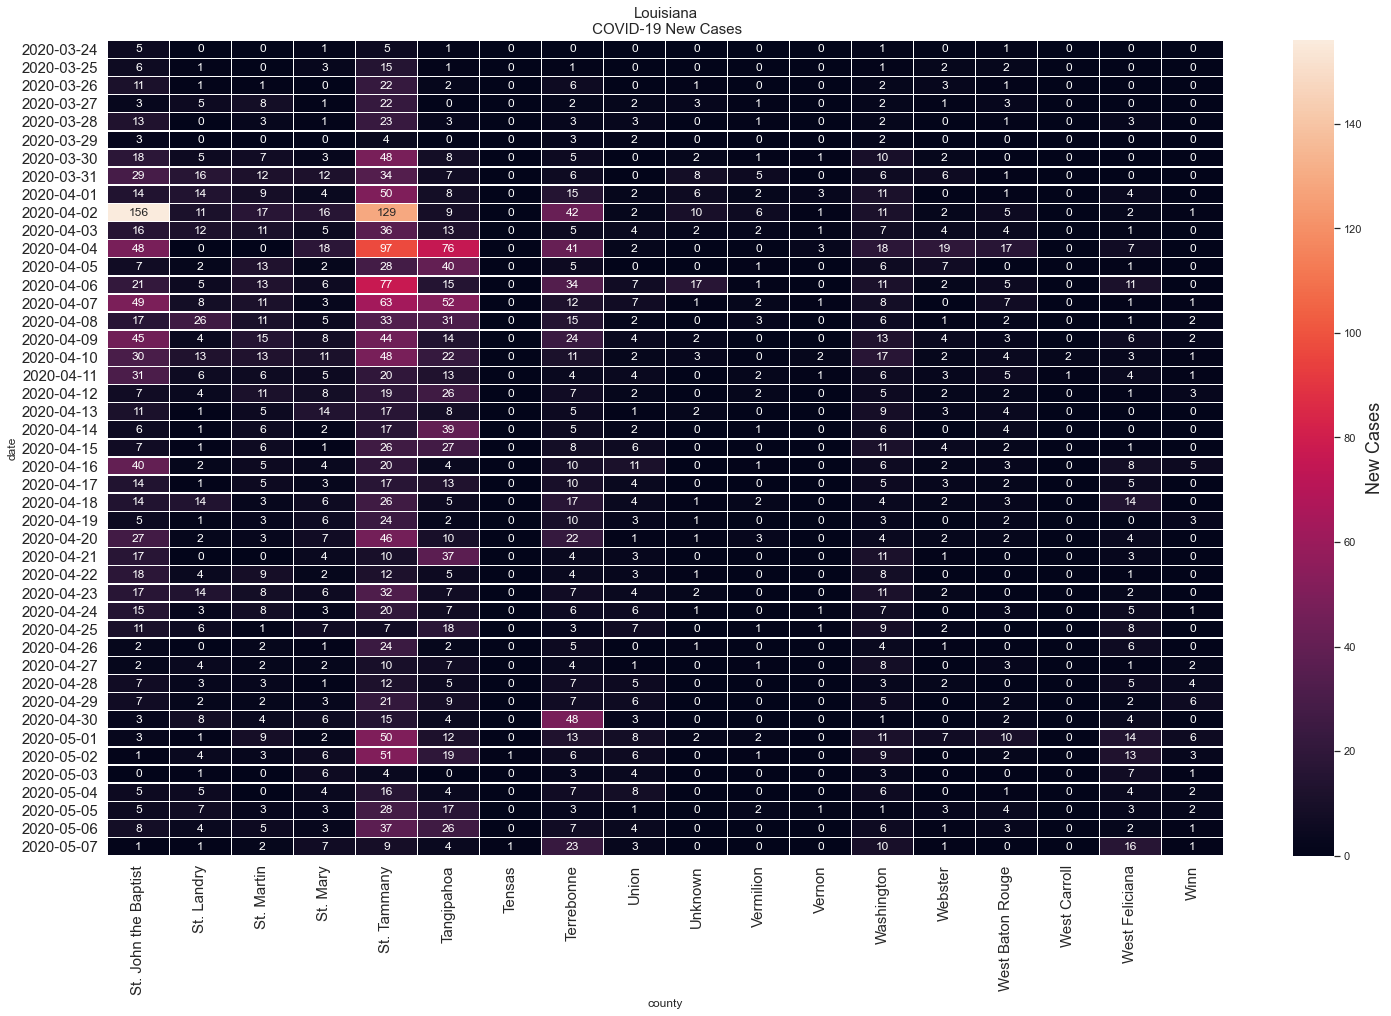 Louisiana
COVID-19 New Cases
2020-03-24 5 0 0 1 5 1 0 0 0 0 0 0 1 0 1 0 0 0
2020-03-25 6 1 0 3 15 1 0 1 0 0 0 0 1 2 2 0 0 0
2020-03-26 11 1 1 0 22 2 0 6 0 1 0 0 2 3 1 0 0 0
2020-03-27 3 5 8 1 22 0 0 2 2 3 1 0 2 1 3 0 0 0
2020-03-28 13 0 3 1 23 3 0 3 3 0 1 0 2 0 1 0 3 0
2020-03-29 3 0 0 0 4 0 0 3 2 0 0 0 2 0 0 0 0 0
2020-03-30 18 5 7 3 48 8 0 5 0 2 1 1 10 2 0 0 0 0
2020-03-31 29 16 12 12 34 7 0 6 0 8 5 0 6 6 1 0 0 0
2020-04-01 14 14 9 4 50 8 0 15 2 6 2 3 11 0 1 0 4 0
2020-04-02 156 11 17 16 129 9 0 42 2 10 6 1 11 2 5 0 2 1
2020-04-03 16 12 11 5 36 13 0 5 4 2 2 1 7 4 4 0 1 0
2020-04-04 48 0 0 18 97 76 0 41 2 0 0 3 18 19 17 0 7 0
2020-04-05 7 2 13 2 28 40 0 5 0 0 1 0 6 7 0 0 1 0
2020-04-06 21 5 13 6 77 15 0 34 7 17 1 0 11 2 5 0 11 0
2020-04-07 49 8 11 3 63 52 0 12 7 1 2 1 8 0 7 0 1 1
2020-04-08 17 26 11 5 33 31 0 15 2 0 3 0 6 1 2 0 1 2
2020-04-09 45 4 15 8 44 14 0 24 4 2 0 0 13 4 3 0 6 2
2020-04-10 30 13 13 11 48 22 0 11 2 3 0 2 17 2 4 2 3 1
2020-04-11 31 6 6 5 20 13 0 4 4 0 2 1 6 3 5 1 4 1
2020-04-12 7 4 11 8 19 26 0 7 2 0 2 0 5 2 2 0 1 3
2020-04-13 11 1 5 14 17 8 0 5 1 2 0 0 9 3 4 0 0 0
2020-04-14 6 1 6 2 17 39 0 5 2 0 1 0 6 0 4 0 0 0
2020-04-15 7 1 6 1 26 27 0 8 6 0 0 0 11 4 2 0 1 0
2020-04-16 40 2 5 4 20 4 0 10 11 0 1 0 6 2 3 0 8 5
2020-04-17 14 1 5 3 17 13 0 10 4 0 0 0 5 3 2 0 5 0
2020-04-18 14 14 3 6 26 5 0 17 4 1 2 0 4 2 3 0 14 0
2020-04-19 5 1 3 6 24 2 0 10 3 1 0 0 3 0 2 0 0 3
2020-04-20 27 2 3 7 46 10 0 22 1 1 3 0 4 2 2 0 4 0
2020-04-21 17 0 0 4 10 37 0 4 3 0 0 0 11 1 0 0 3 0
2020-04-22 18 4 9 2 12 5 0 4 3 1 0 0 8 0 0 0 1 0
2020-04-23 17 14 8 6 32 7 0 7 4 2 0 0 11 2 0 0 2 0
2020-04-24 15 3 8 3 20 7 0 6 6 1 0 1 7 0 3 0 5 1
2020-04-25 11 6 1 7 7 18 0 3 7 0 1 1 9 2 0 0 8 0
2020-04-26 2 0 2 1 24 2 0 5 0 1 0 0 4 1 0 0 6 0
2020-04-27 2 4 2 2 10 7 0 4 1 0 1 0 8 0 3 0 1 2
2020-04-28 7 3 3 1 12 5 0 7 5 0 0 0 3 2 0 0 5 4
2020-04-29 7 2 2 3 21 9 0 7 6 0 0 0 5 0 2 0 2 6
2020-04-30 3 8 4 6 15 4 0 48 3 0 0 0 1 0 2 0 4 0
2020-05-01 3 1 9 2 50 12 0 13 8 2 2 0 11 7 10 0 14 6
2020-05-02 1 4 3 6 51 19 1 6 6 0 1 0 9 0 2 0 13 3
2020-05-03 0 1 0 6 4 0 0 3 4 0 0 0 3 0 0 0 7 1
2020-05-04 5 5 0 4 16 4 0 7 8 0 0 0 6 0 1 0 4 2
2020-05-05 5 7 3 3 28 17 0 3 1 0 2 1 1 3 4 0 3 2
2020-05-06 8 4 5 3 37 26 0 7 4 0 0 0 6 1 3 0 2 1
2020-05-07 1 1 2 7 9 4 1 23 3 0 0 0 10 1 0 0 16 1
date
St. John the Baptist
St. Landry
St. Martin
St. Mary
St. Tammany
Tangipahoa
Tensas
Terrebonne
Union
Unknown
Vermilion
Vernon
Washington
Webster
West Baton Rouge
West Carroll
West Feliciana
Winn
county
140
120
100
80
60
40
20
0
New Cases